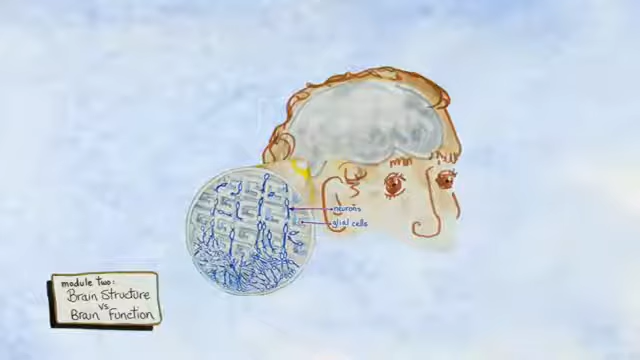 neurons
glial cells
module two:
Brain Structure
vs
Brain Function